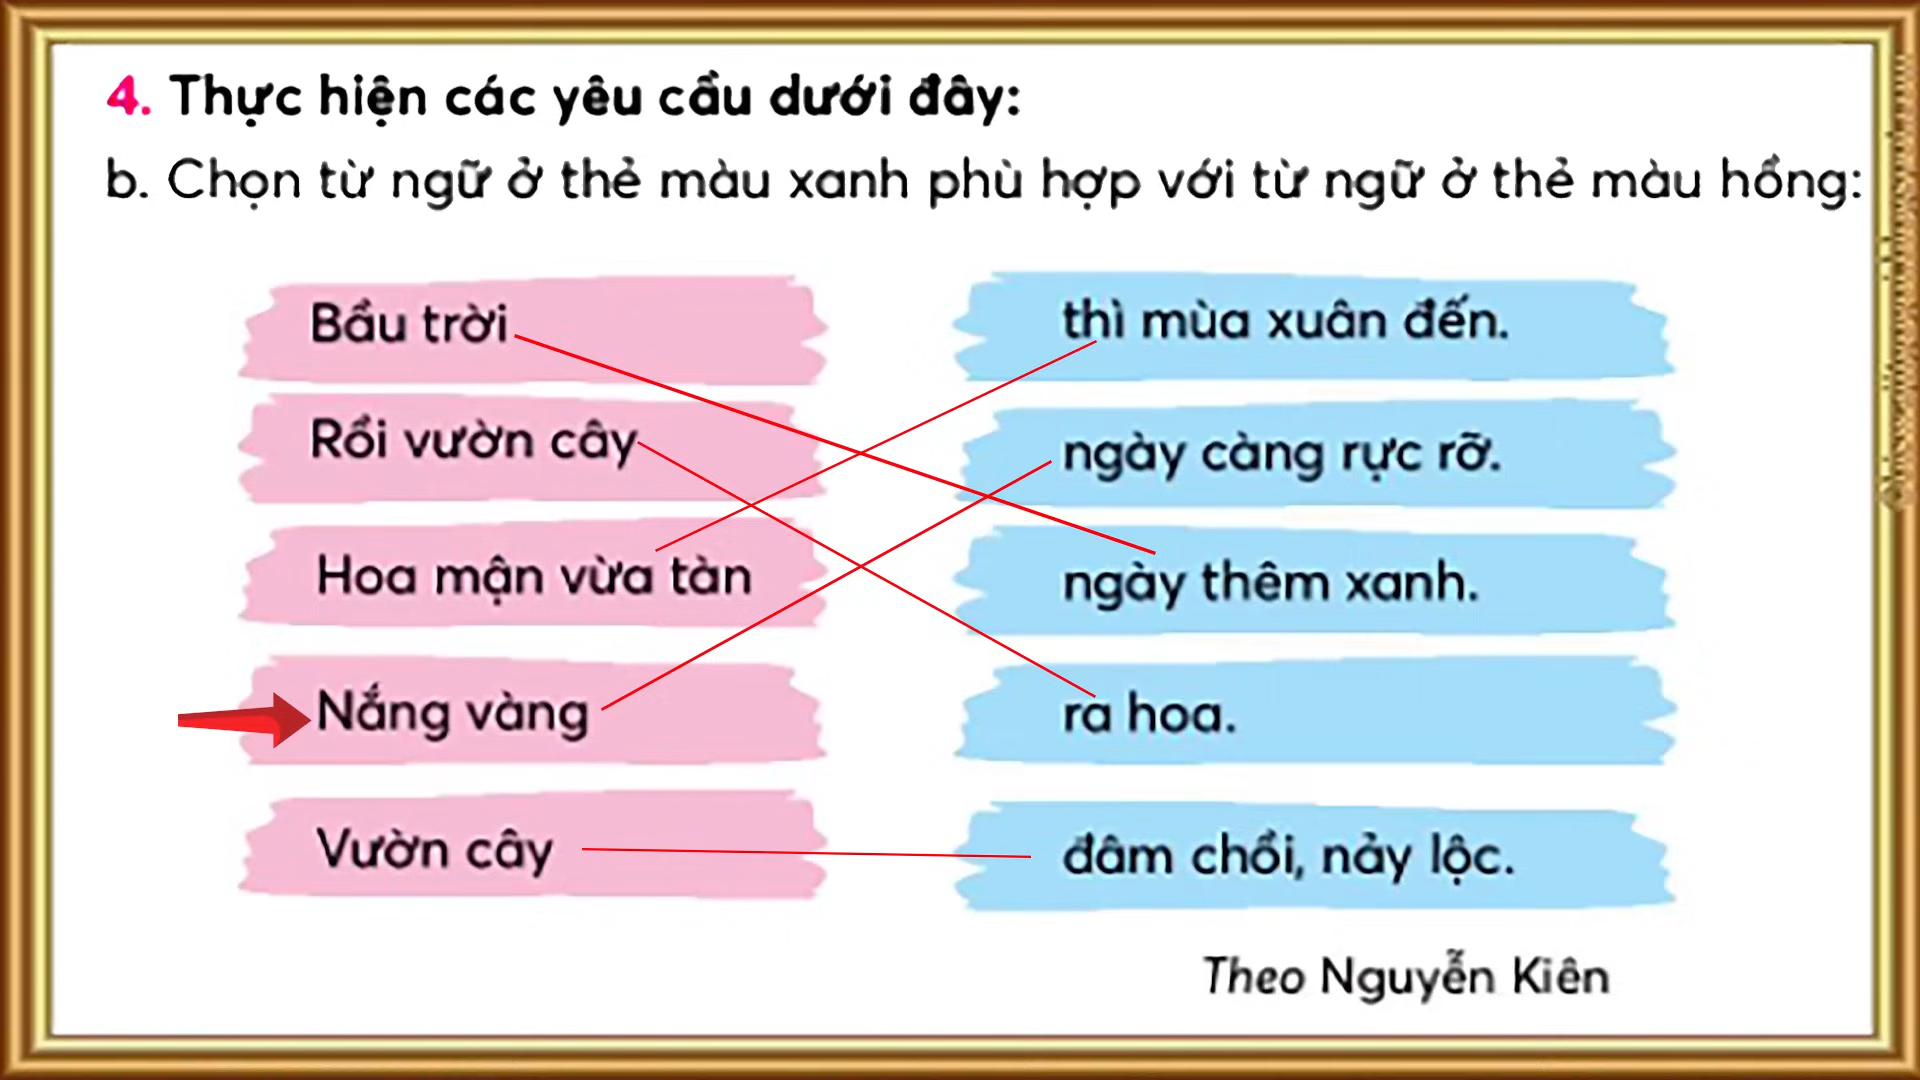 4. Thực hiện các yêu cầu dưới đây:
b. Chọn từ ngữ ở thẻ màu xanh phù hợp với từ ngữ ở thẻ màu hồng:
Bầu trời
thì mùa xuân đến.
Rồi vườn cây
ngày càng rực rỡ.
Hoa mận vừa tàn
ngày thêm xanh.
Nắng vàng
ra hoa.
Vườn cây
đâm chồi, nảy lộc.
Theo Nguyễn Kiên